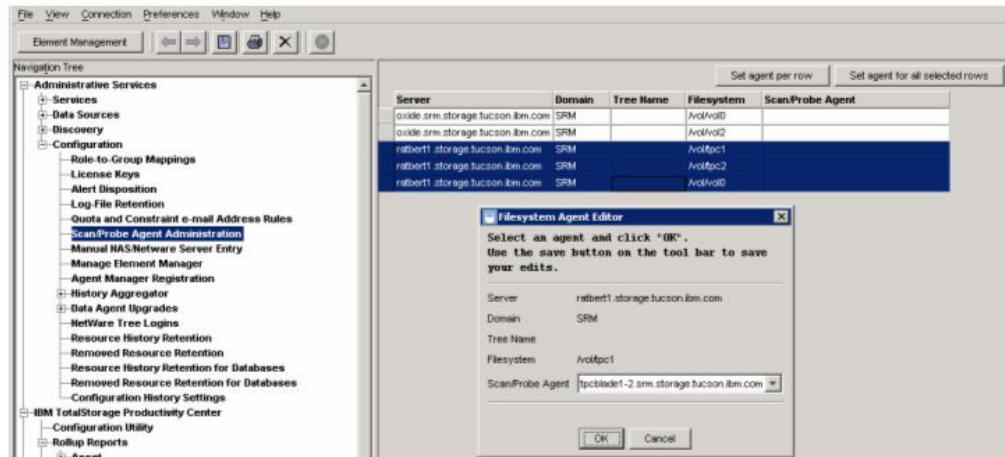 File View Connection Preferences Window Help
Element Management
Navigation Tree
Administrative Services
Services
Data Sources
Discovery
Configuration
Role-to-Group Mappings
License Keys
Alert Disposition
Log-File Retention
Quota and Constraint e-mail Address Rules
Scan/Probe Agent Administration
Manual NAS/Netware Server Entry
Manage Element Manager
Agent Manager Registration
History Aggregator
Data Agent Upgrades
NetWare Tree Logins
Resource History Retention
Removed Resource Retention
Resource History Retention for Databases
Removed Resource Retention for Databases
Configuration History Settings
IBM TotalStorage Productivity Center
Configuration Utility
Rollup Reports
Asset
Set agent per row Set agent for all selected rows
Server Domain Tree Name Filesystem Scan/Probe Agent
oxide.srm.storage.tucson.ibm.com SRM /vol/vol0
oxide.srm.storage.tucson.ibm.com SRM /vol/vol2
ratbert1.storage.tucson.ibm.com SRM /vol/tpc1
ratbert1.storage.tucson.ibm.com SRM /vol/tpc2
ratbert1.storage.tucson.ibm.com SRM /vol/vol0
Filesystem Agent Editor
Select an agent and click "OK".
Use the save button on the tool bar to save
your edits.
Server ratbert1.storage.tucson.ibm.com
Domain SRM
Tree Name
Filesystem /vol/tpc1
Scan/Probe Agent tpcblade1-2.srm.storage.tucson.ibm.com
OK Cancel